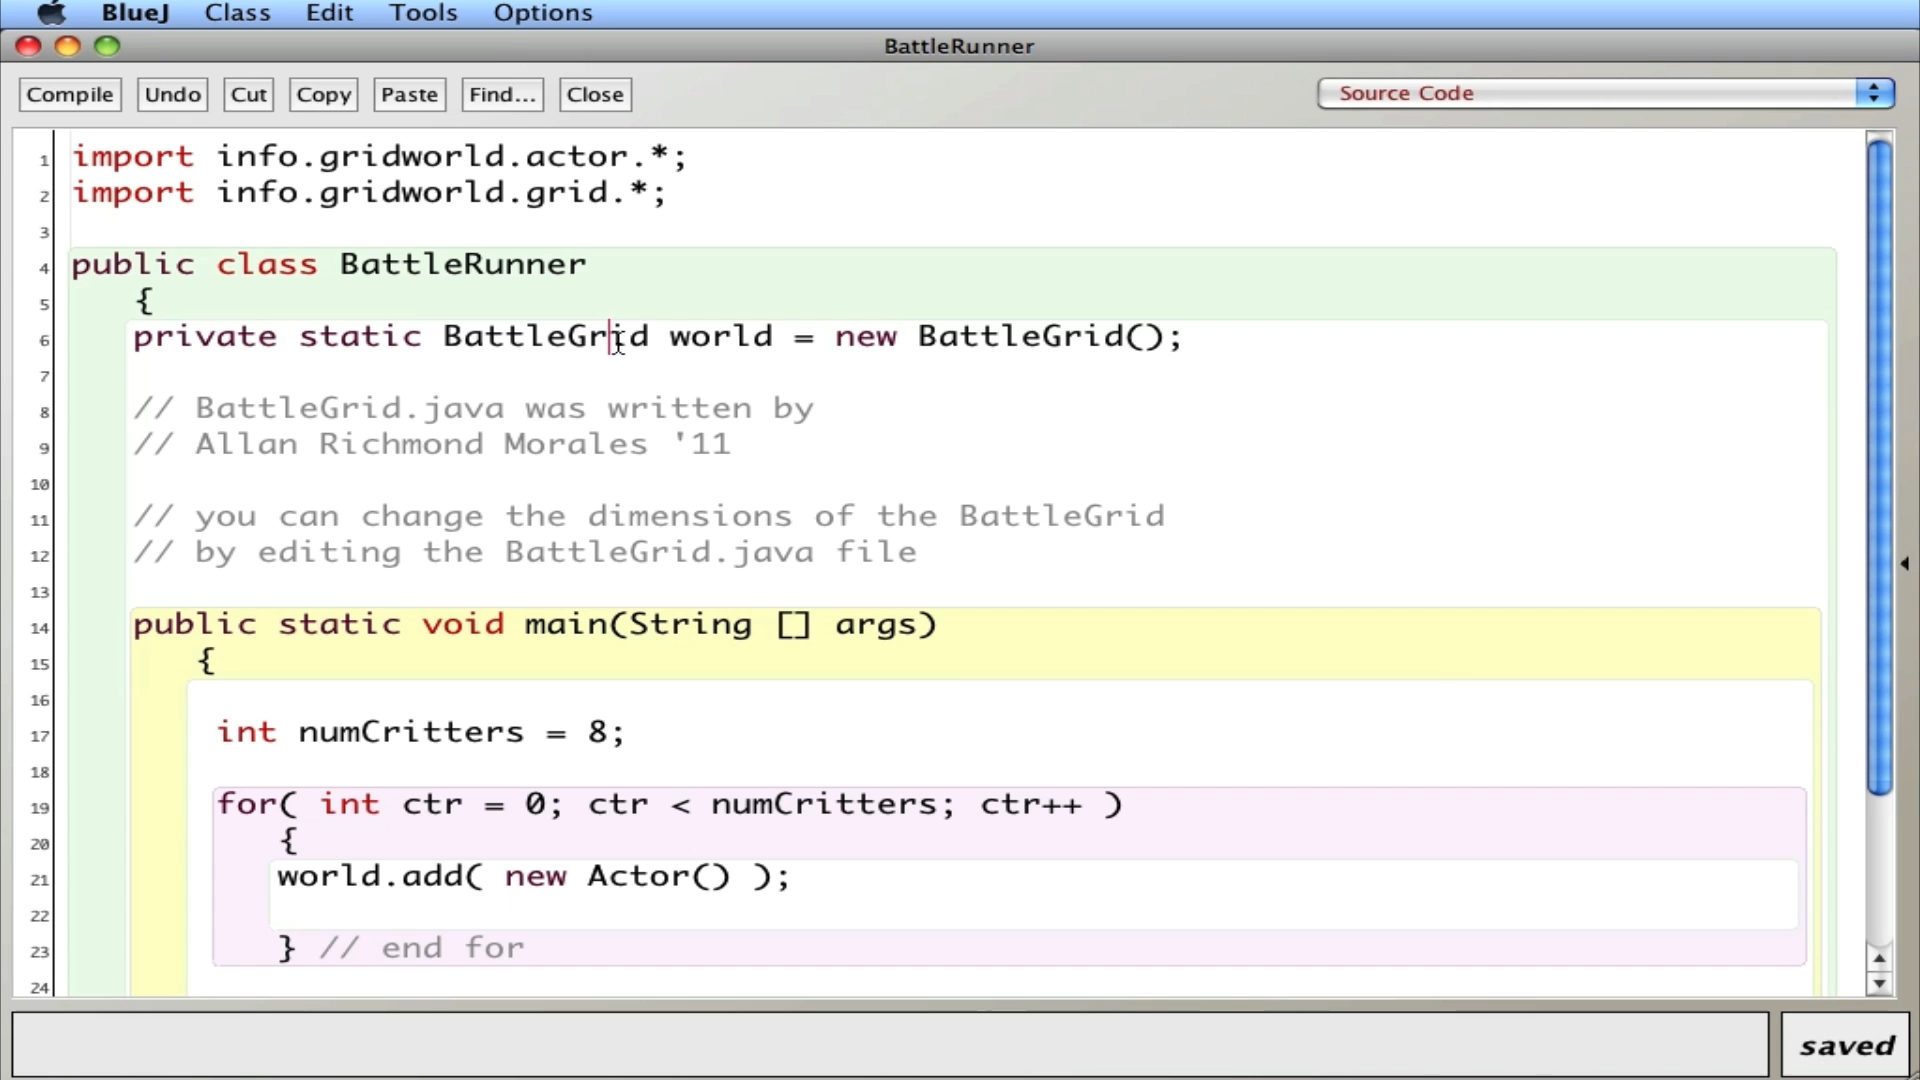 BlueJ Class Edit Tools Options
BattleRunner
Compile Undo Cut Copy Paste Find... Close Source Code
1 import info.gridworld.actor.*;
2 import info.gridworld.grid.*;
3
4 public class BattleRunner
5 {
6 private static BattleGrid world = new BattleGrid();
7
8 // BattleGrid.java was written by
9 // Allan Richmond Morales '11
10
11 // you can change the dimensions of the BattleGrid
12 // by editing the BattleGrid.java file
13
14 public static void main(String [] args)
15 {
16
17 int numCritters = 8;
18
19 for( int ctr = 0; ctr < numCritters; ctr++ )
20 {
21 world.add( new Actor() );
22
23 } // end for
24
saved